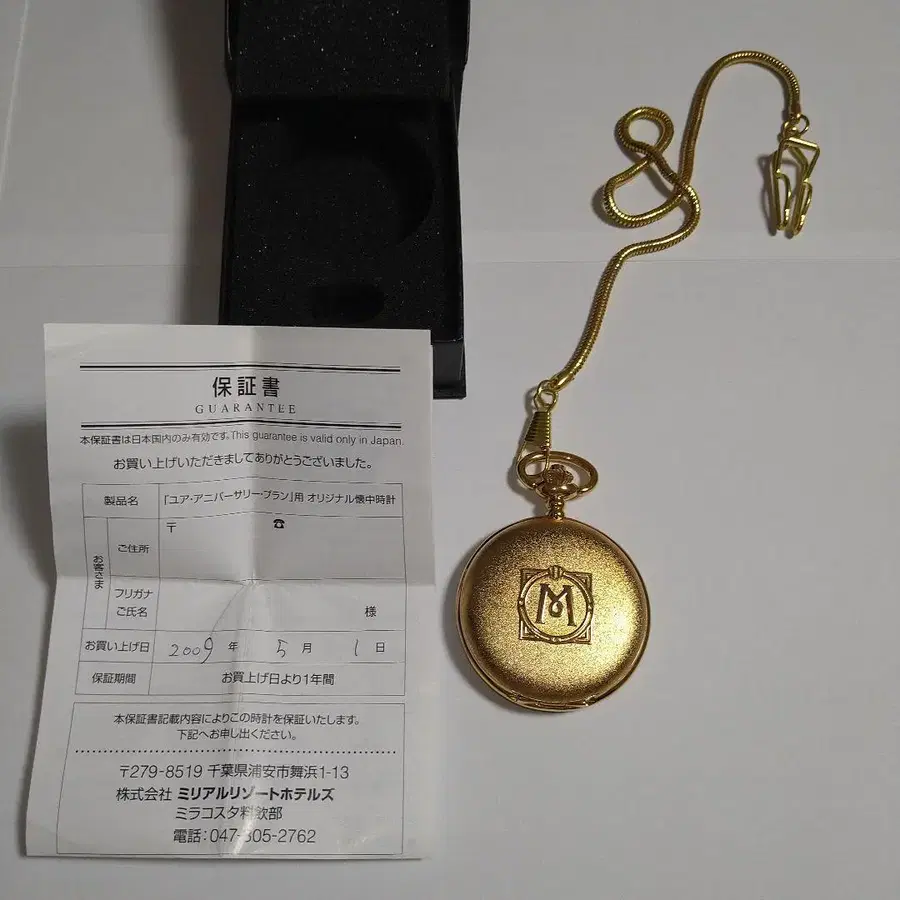 保証書
GUARANTEE
本保証書は日本国内のみ有効です。This guarantee is valid only in Japan.
お買い上げいただきましてありがとうございました。
製品名 「ユア・アニバーサリー・プラン」用 オリジナル懐中時計
お客さま
ご住所 〒 ☎
フリガナ
ご氏名 様
お買い上げ日 2009 年 5 月 1 日
保証期間 お買上げ日より1年間
本保証書記載内容によりこの時計を保証いたします。
下記へお申し出ください。
〒279-8519 千葉県浦安市舞浜1-13
株式会社 ミリアルリゾートホテルズ
ミラコスタ料飲部
電話:047-305-2762
M